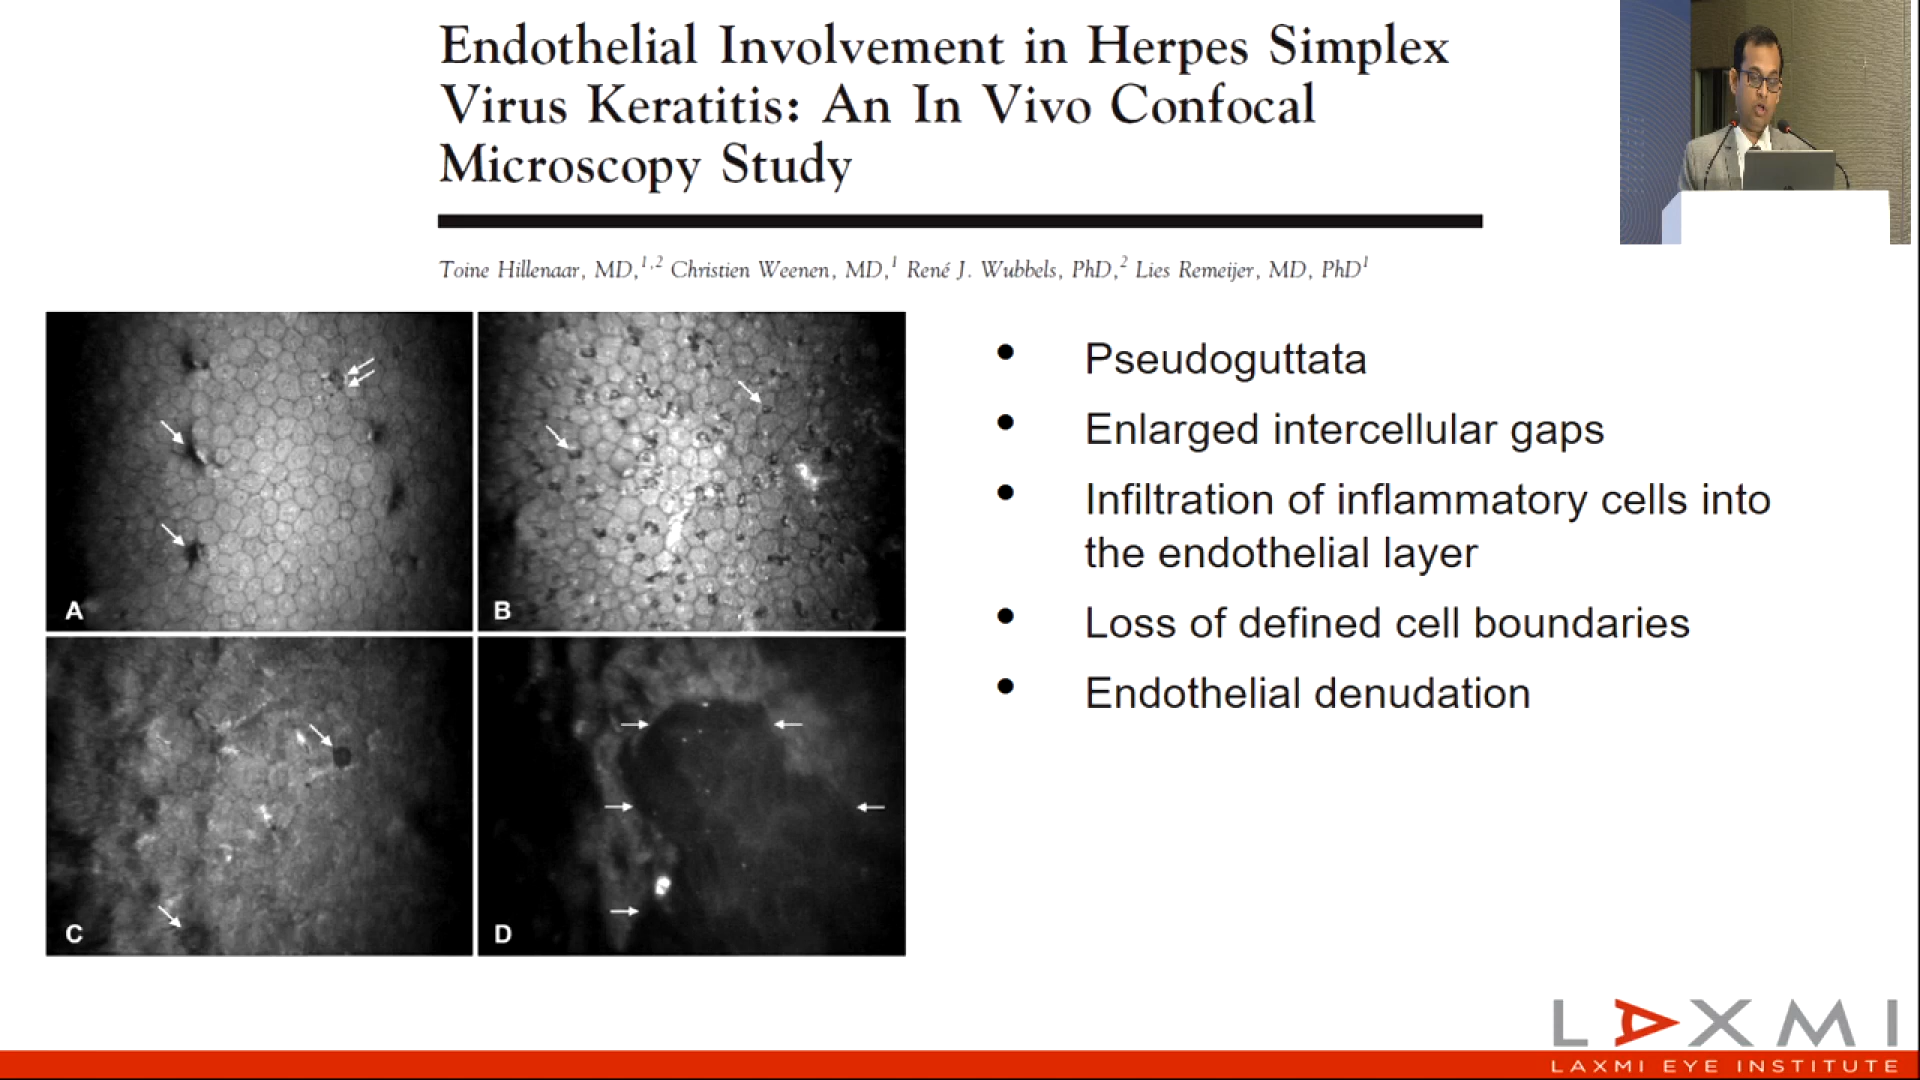 Endothelial Involvement in Herpes Simplex
Virus Keratitis: An In Vivo Confocal
Microscopy Study
Toine Hillenaar, MD,1,2 Christien Weenen, MD,1 René J. Wubbels, PhD,2 Lies Remeijer, MD, PhD1
A
B
C
D
• Pseudoguttata
• Enlarged intercellular gaps
• Infiltration of inflammatory cells into
the endothelial layer
• Loss of defined cell boundaries
• Endothelial denudation
LAXMI
LAXMI EYE INSTITUTE